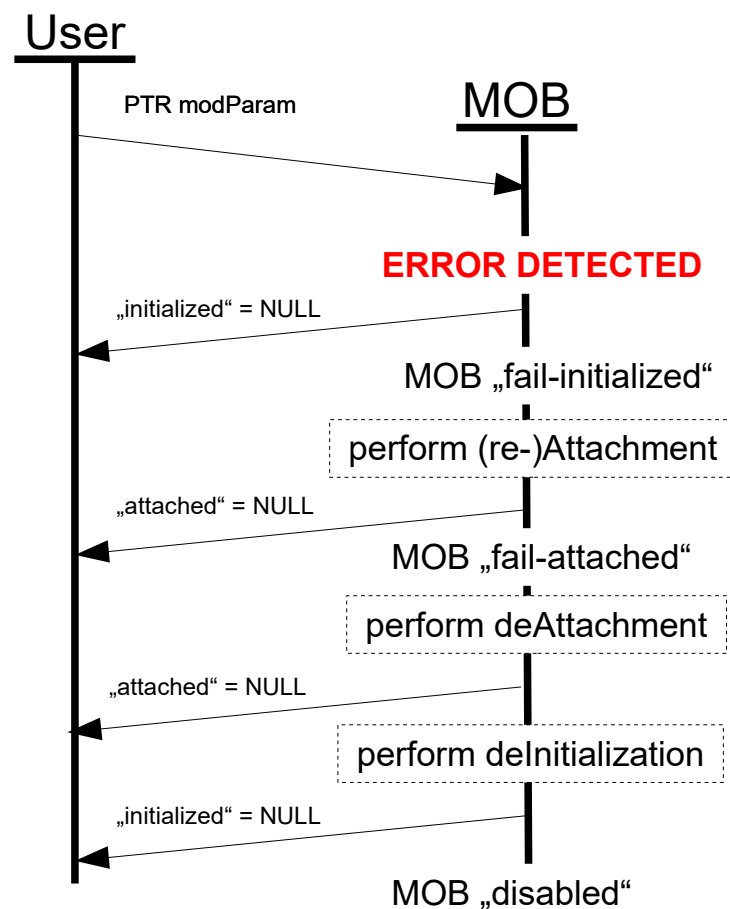 User
PTR modParam
MOB
ERROR DETECTED
„initialized“ = NULL
MOB „fail-initialized“
perform (re-)Attachment
„attached“ = NULL
MOB „fail-attached“
perform deAttachment
„attached“ = NULL
perform deInitialization
„initialized“ = NULL
MOB „disabled“